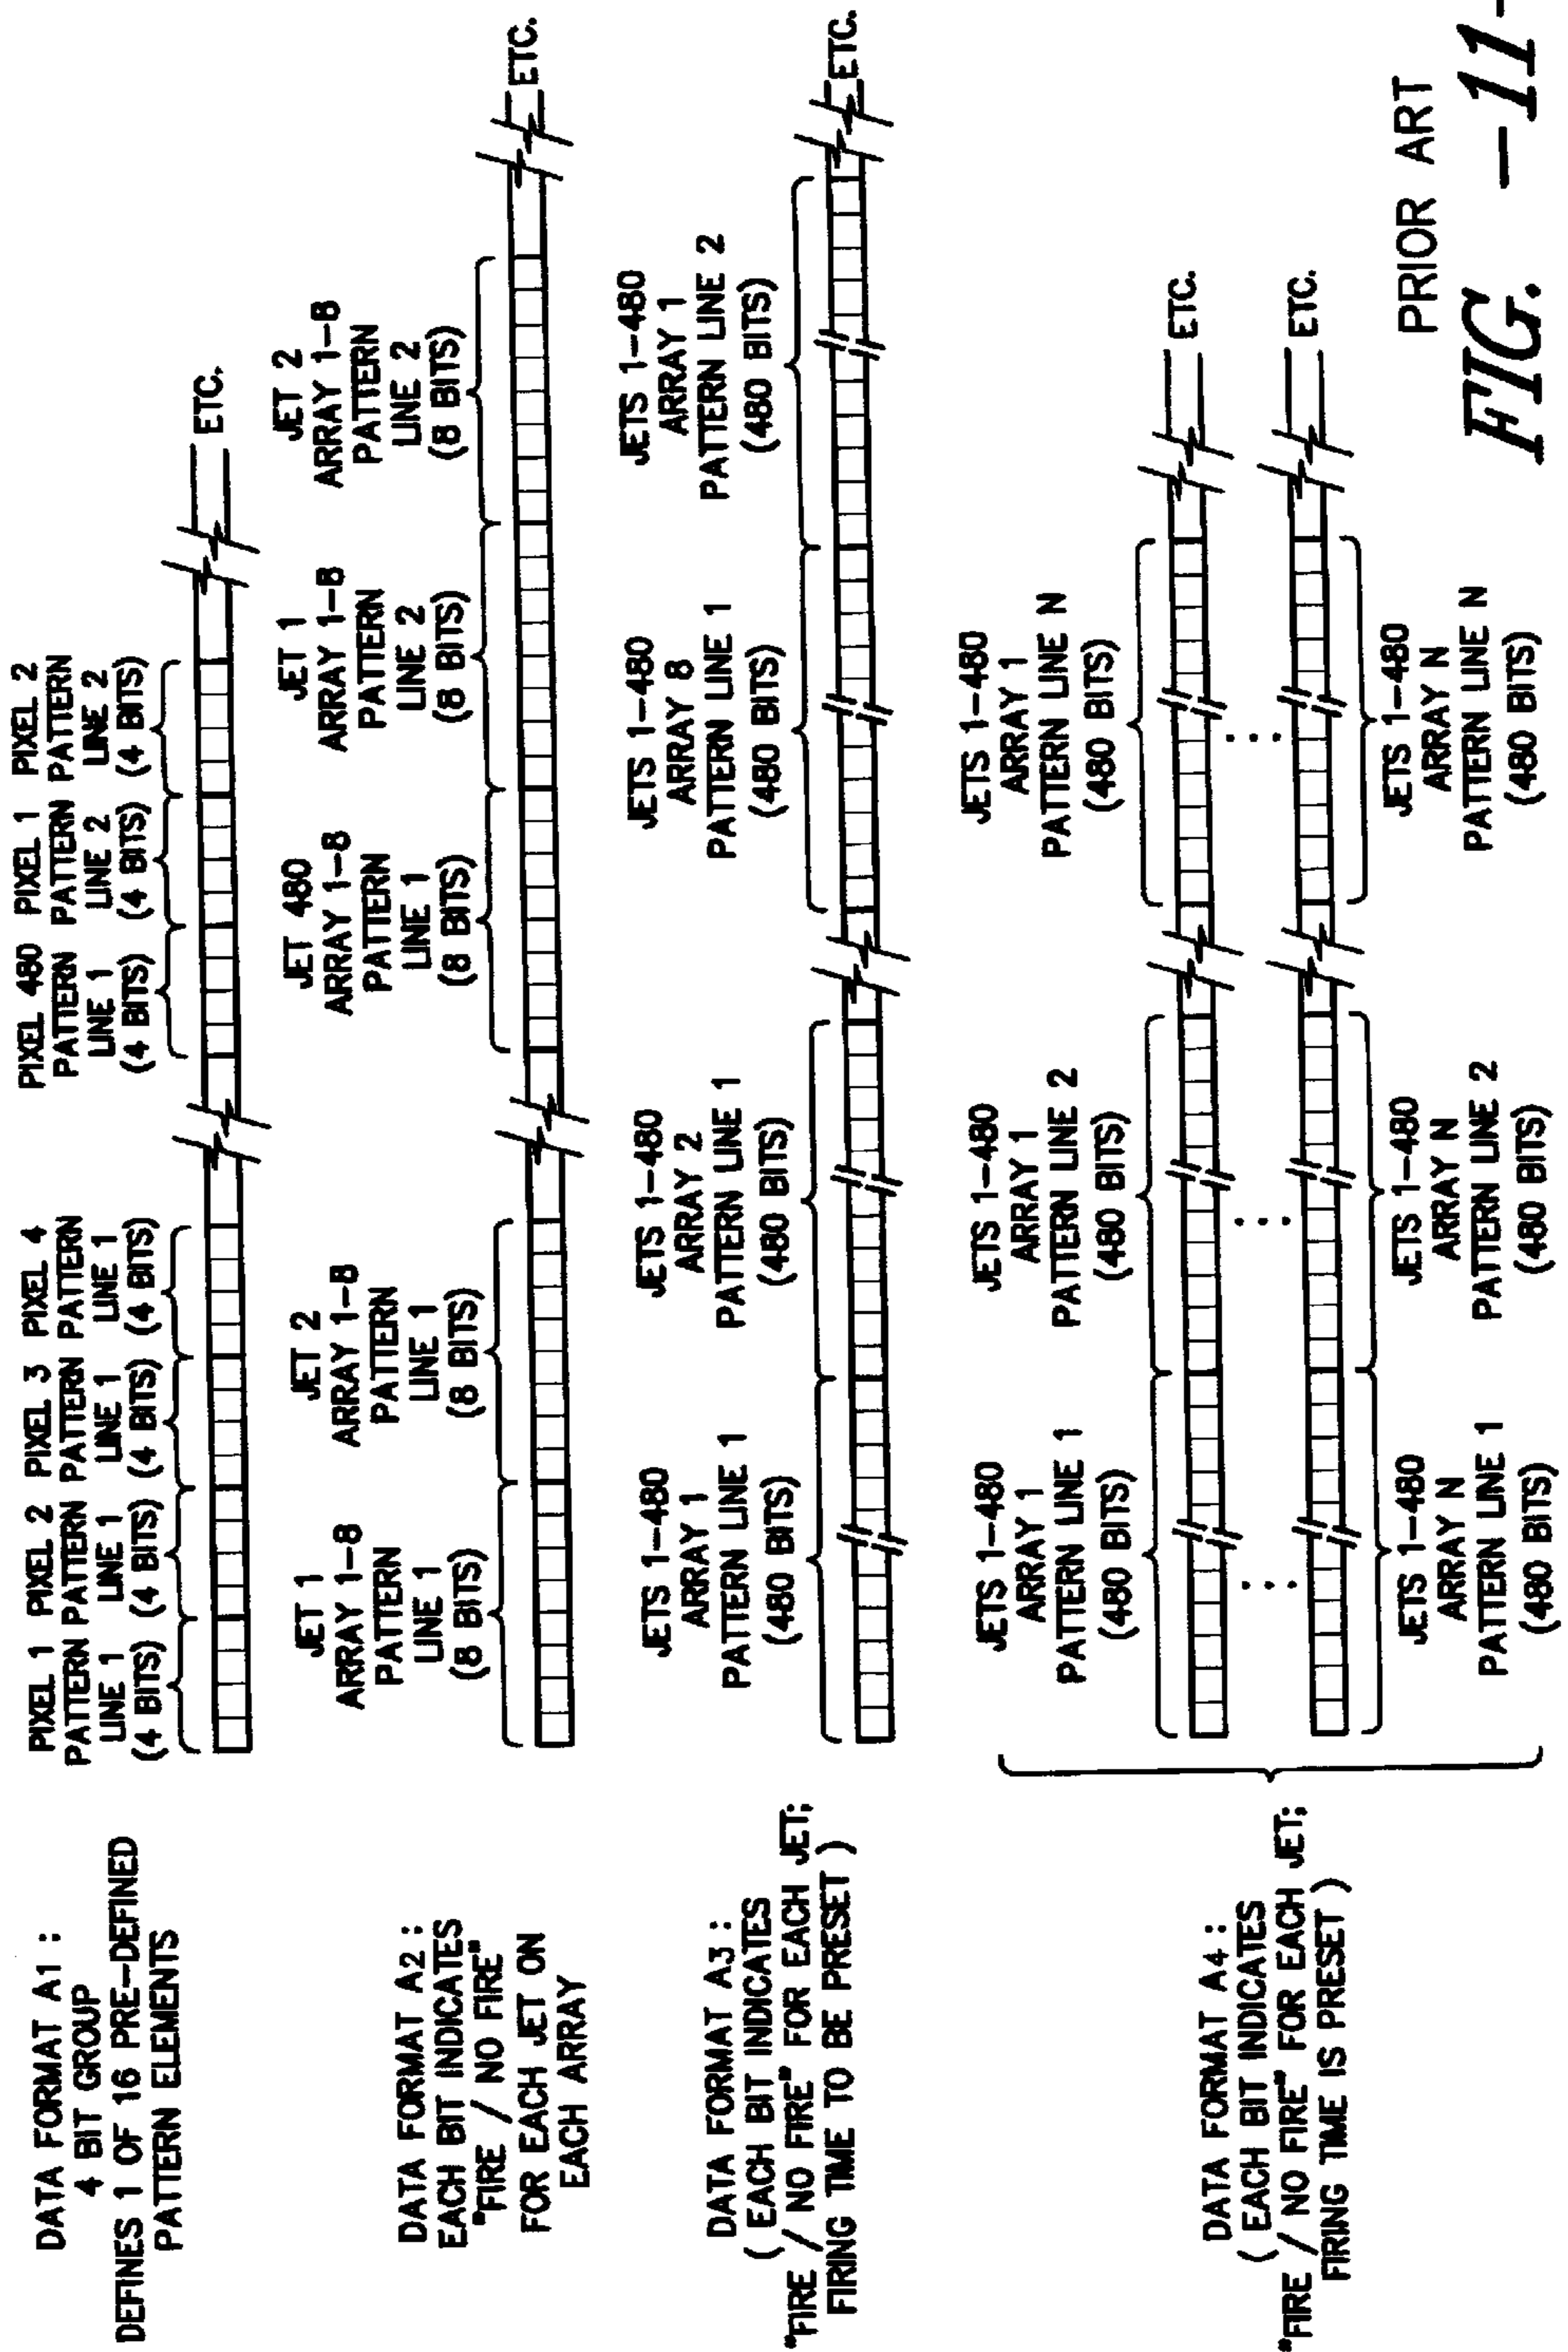 DATA FORMAT A1 :
4 BIT GROUP
DEFINES 1 OF 16 PRE-DEFINED
PATTERN ELEMENTS
PIXEL 1 PIXEL 2 PIXEL 3 PIXEL 4
PATTERN PATTERN PATTERN PATTERN
LINE 1 LINE 1 LINE 1 LINE 1
(4 BITS) (4 BITS) (4 BITS) (4 BITS)
PIXEL 480 PIXEL 1 PIXEL 2
PATTERN PATTERN PATTERN
LINE 1 LINE 2 LINE 2
(4 BITS) (4 BITS) (4 BITS)
ETC.
DATA FORMAT A2 :
EACH BIT INDICATES
"FIRE / NO FIRE"
FOR EACH JET ON
EACH ARRAY
JET 1
ARRAY 1-8
PATTERN
LINE 1
(8 BITS)
JET 2
ARRAY 1-8
PATTERN
LINE 1
(8 BITS)
JET 480
ARRAY 1-8
PATTERN
LINE 1
(8 BITS)
JET 1
ARRAY 1-8
PATTERN
LINE 2
(8 BITS)
JET 2
ARRAY 1-8
PATTERN
LINE 2
(8 BITS)
ETC.
DATA FORMAT A3 :
( EACH BIT INDICATES
"FIRE / NO FIRE" FOR EACH JET;
FIRING TIME TO BE PRESET )
JETS 1-480
ARRAY 1
PATTERN LINE 1
(480 BITS)
JETS 1-480
ARRAY 2
PATTERN LINE 1
(480 BITS)
JETS 1-480
ARRAY 8
PATTERN LINE 1
(480 BITS)
JETS 1-480
ARRAY 1
PATTERN LINE 2
(480 BITS)
ETC.
DATA FORMAT A4 :
( EACH BIT INDICATES
"FIRE / NO FIRE" FOR EACH JET;
FIRING TIME IS PRESET )
JETS 1-480
ARRAY 1
PATTERN LINE 1
(480 BITS)
JETS 1-480
ARRAY 1
PATTERN LINE 2
(480 BITS)
JETS 1-480
ARRAY 1
PATTERN LINE N
(480 BITS)
ETC.
ETC.
JETS 1-480
ARRAY N
PATTERN LINE 1
(480 BITS)
JETS 1-480
ARRAY N
PATTERN LINE 2
(480 BITS)
JETS 1-480
ARRAY N
PATTERN LINE N
(480 BITS)
PRIOR ART
FIG. -11-